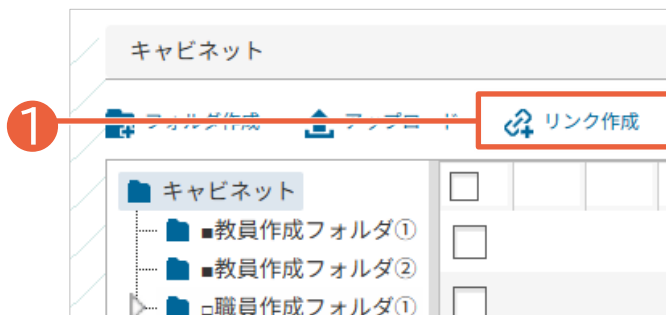 キャビネット
1 フォルダ作成 アップロード リンク作成
キャビネット
■教員作成フォルダ①
■教員作成フォルダ②
□職員作成フォルダ①